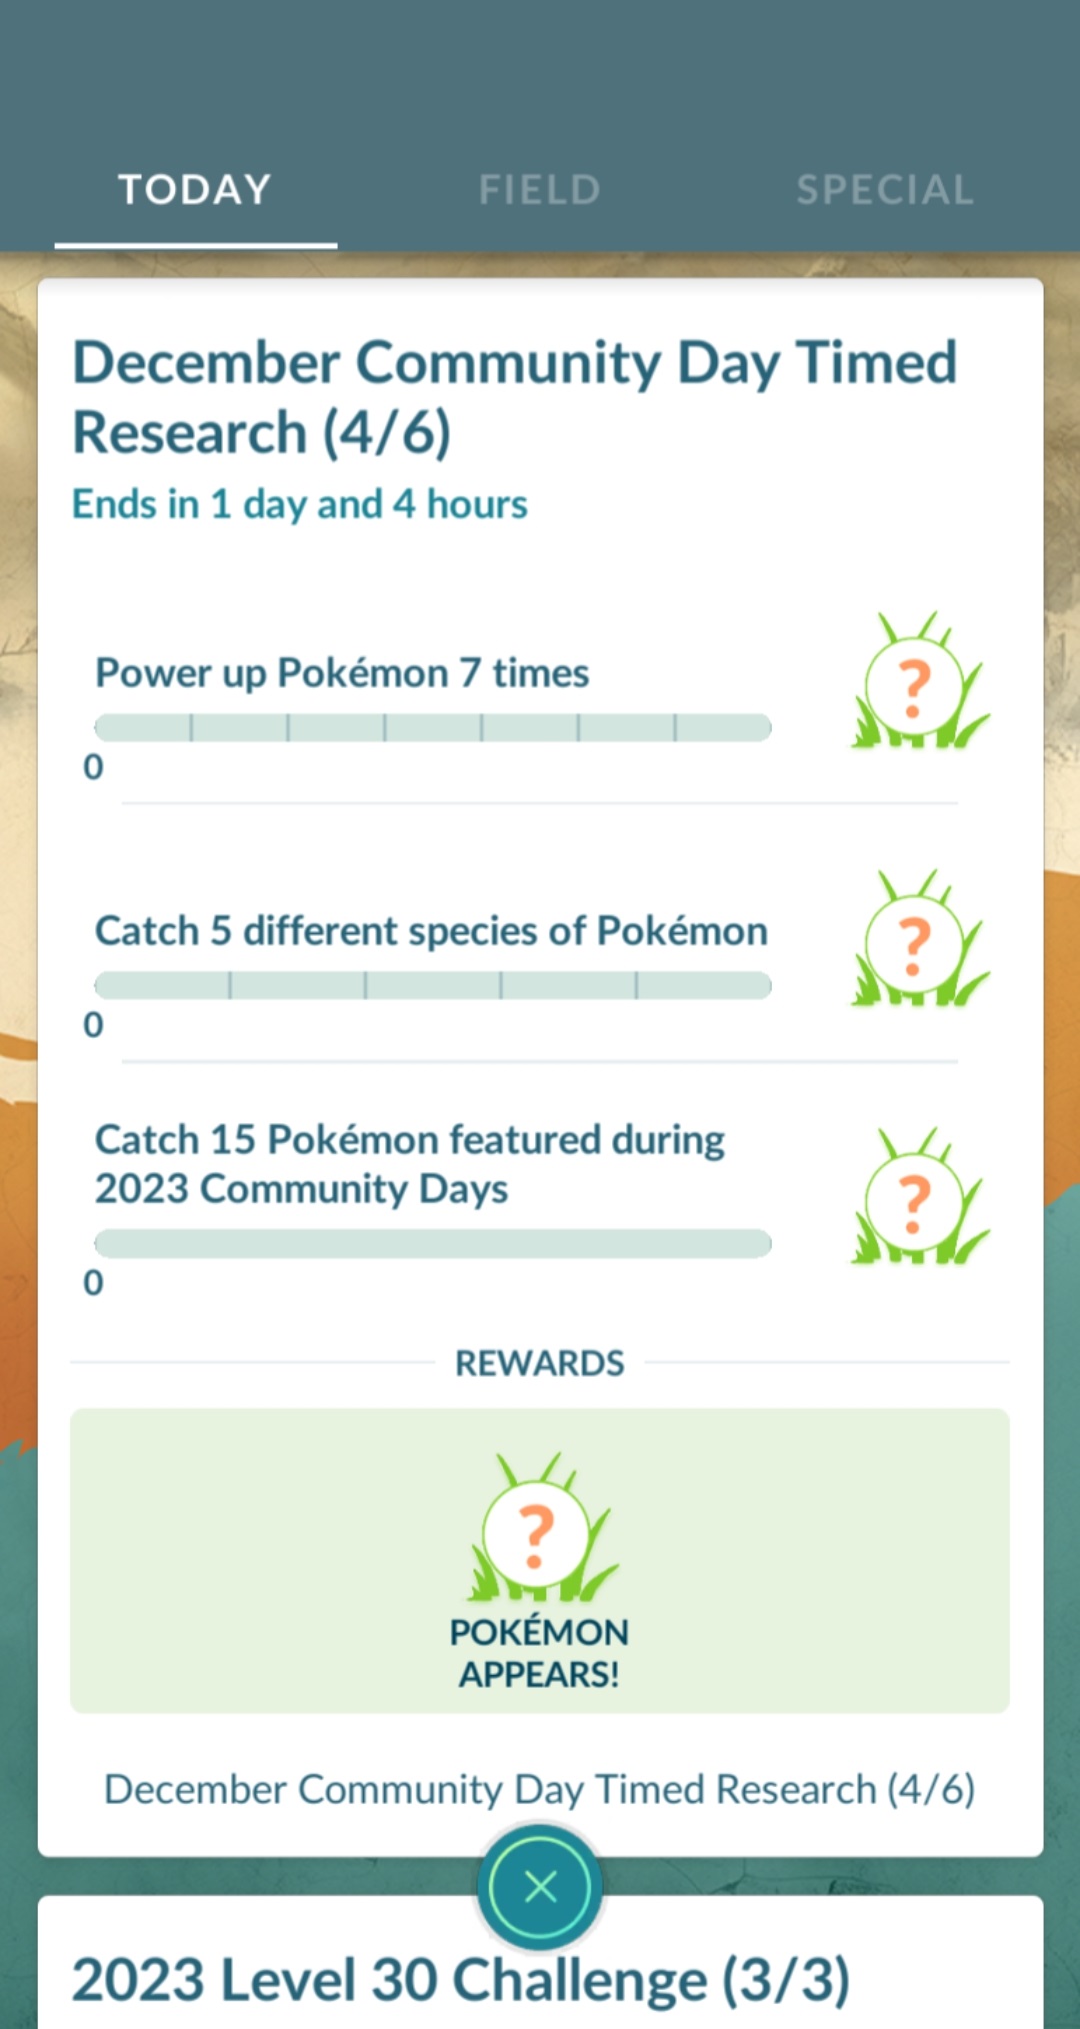 TODAY
FIELD
SPECIAL
December Community Day Timed
Research (4/6)
Ends in 1 day and 4 hours
Power up Pokémon 7 times
0
?
Catch 5 different species of Pokémon
0
?
Catch 15 Pokémon featured during
2023 Community Days
0
?
REWARDS
?
POKÉMON
APPEARS!
December Community Day Timed Research (4/6)
2023 Level 30 Challenge (3/3)